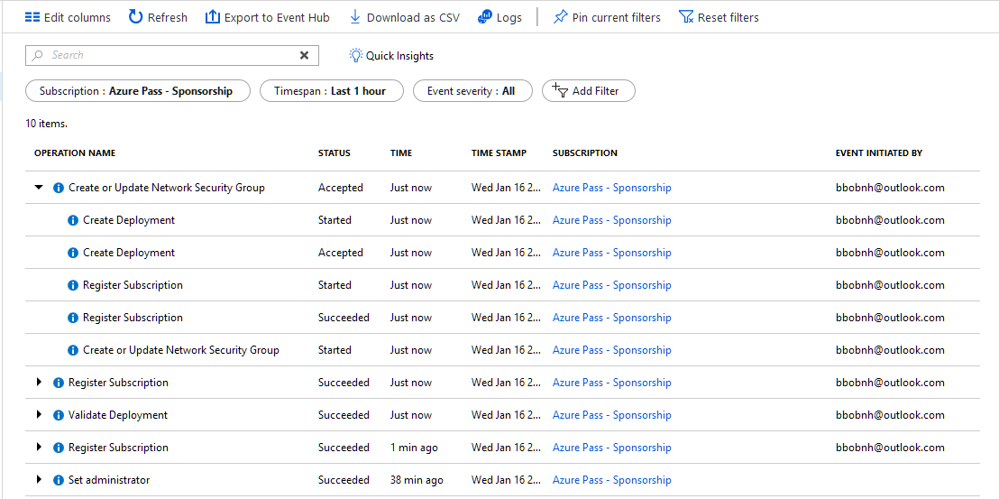 Edit columns Refresh Export to Event Hub Download as CSV Logs Pin current filters Reset filters
Search Quick Insights
Subscription : Azure Pass - Sponsorship Timespan : Last 1 hour Event severity : All Add Filter
10 items.
OPERATION NAME STATUS TIME TIME STAMP SUBSCRIPTION EVENT INITIATED BY
Create or Update Network Security Group Accepted Just now Wed Jan 16 2... Azure Pass - Sponsorship bbobnh@outlook.com
Create Deployment Started Just now Wed Jan 16 2... Azure Pass - Sponsorship bbobnh@outlook.com
Create Deployment Accepted Just now Wed Jan 16 2... Azure Pass - Sponsorship bbobnh@outlook.com
Register Subscription Started Just now Wed Jan 16 2... Azure Pass - Sponsorship bbobnh@outlook.com
Register Subscription Succeeded Just now Wed Jan 16 2... Azure Pass - Sponsorship bbobnh@outlook.com
Create or Update Network Security Group Started Just now Wed Jan 16 2... Azure Pass - Sponsorship bbobnh@outlook.com
Register Subscription Succeeded Just now Wed Jan 16 2... Azure Pass - Sponsorship bbobnh@outlook.com
Validate Deployment Succeeded Just now Wed Jan 16 2... Azure Pass - Sponsorship bbobnh@outlook.com
Register Subscription Succeeded 1 min ago Wed Jan 16 2... Azure Pass - Sponsorship bbobnh@outlook.com
Set administrator Succeeded 38 min ago Wed Jan 16 2... Azure Pass - Sponsorship